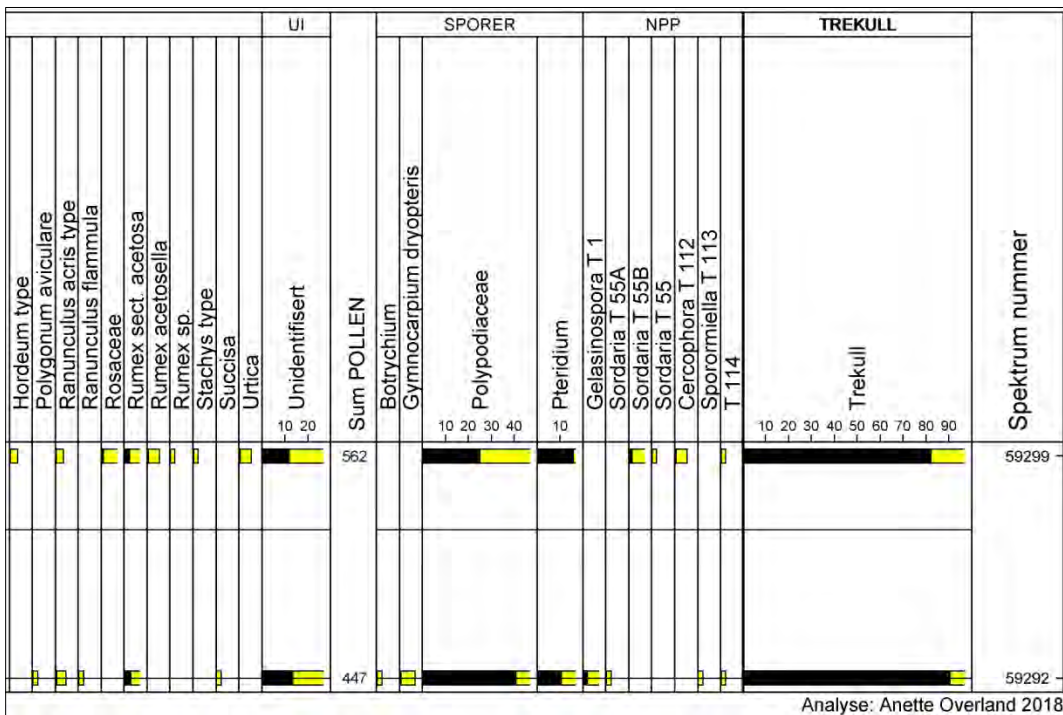 UI SPORER NPP TREKULL
Hordeum type
Polygonum aviculare
Ranunculus acris type
Ranunculus flammula
Rosaceae
Rumex sect. acetosa
Rumex acetosella
Rumex sp.
Stachys type
Succisa
Urtica
Unidentifisert
Sum POLLEN
Botrychium
Gymnocarpium dryopteris
Polypodiaceae
Pteridium
Gelasinospora T 1
Sordaria T 55A
Sordaria T 55B
Sordaria T 55
Cercophora T 112
Sporormiella T 113
T 114
Trekull
Spektrum nummer
10 20 10 20 30 40 10 10 20 30 40 50 60 70 80 90
562 59299
447 59292
Analyse: Anette Overland 2018